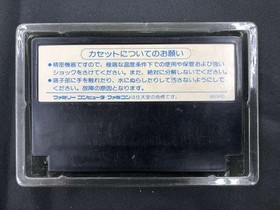 カセットについてのお願い
●精密機器ですので、極端な温度条件下での使用や保管および強い
ショックをさけてください。また、絶対に分解しないでください。
●端子部に手を触れたり、水にぬらしたりして汚さないようにして
ください。故障の原因となります。
ファミリーコンピュータ ファミコンは任天堂の商標です。